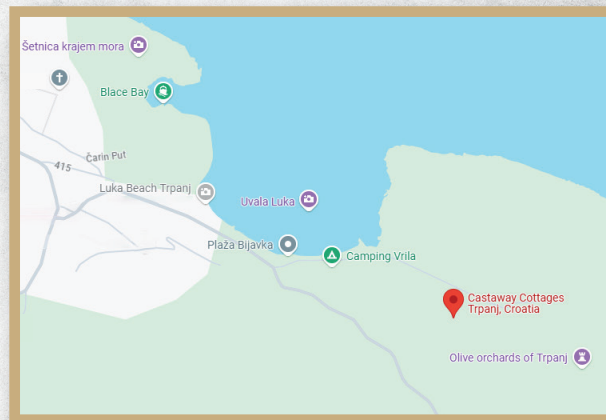 Šetnica krajem mora
Blace Bay
Čarin Put
415
Luka Beach Trpanj
Uvala Luka
Plaža Bijavka
Camping Vrila
Castaway Cottages
Trpanj, Croatia
Olive orchards of Trpanj